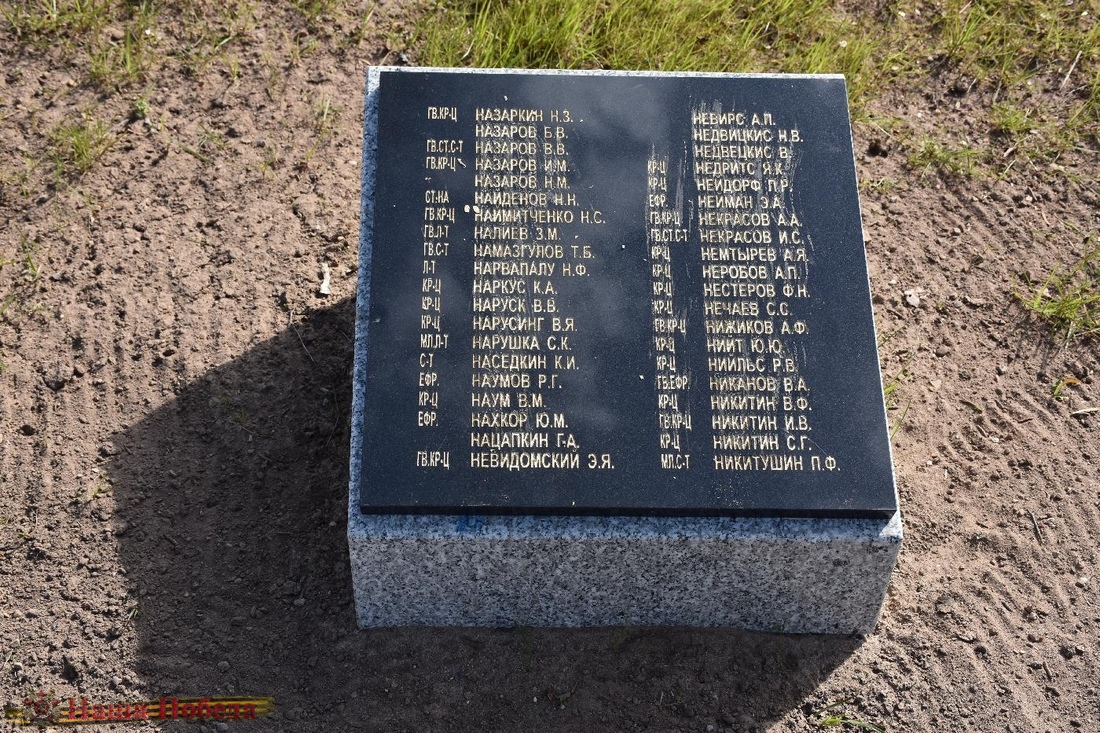 ГВ.КР-Ц НАЗАРКИН Н.З.
НАЗАРОВ Б.В.
ГВ.СТ.С-Т НАЗАРОВ В.В.
ГВ.КР-Ц НАЗАРОВ И.М.
НАЗАРОВ Н.М.
СТ-НА НАЙДЕНОВ Н.Н.
ГВ.КР-Ц НАИМИТЧЕНКО Н.С.
ГВ.Л-Т НАЛИЕВ З.М.
ГВ.С-Т НАМАЗГУЛОВ Т.Б.
Л-Т НАРВАПАЛУ Н.Ф.
КР-Ц НАРКУС К.А.
КР-Ц НАРУСК В.В.
КР-Ц НАРУСИНГ В.Я.
МЛ.Л-Т НАРУШКА С.К.
С-Т НАСЕДКИН К.И.
ЕФР. НАУМОВ Р.Г.
КР-Ц НАУМ В.М.
ЕФР. НАХКОР Ю.М.
НАЦАПКИН Г.А.
ГВ.КР-Ц НЕВИДОМСКИЙ Э.Я.
НЕВИРС А.П.
НЕДВИЦКИС Н.В.
НЕДВЕЦКИС В.
КР-Ц НЕДРИТС Я.К.
КР-Ц НЕИДОРФ П.Р.
ЕФР. НЕИМАН Э.А.
ГВ.КР-Ц НЕКРАСОВ А.А.
ГВ.СТ.С-Т НЕКРАСОВ И.С.
КР-Ц НЕМТЫРЕВ А.Я.
КР-Ц НЕРОБОВ А.П.
КР-Ц НЕСТЕРОВ Ф.Н.
КР-Ц НЕЧАЕВ С.С.
ГВ.КР-Ц НИЖИКОВ А.Ф.
КР-Ц НИИТ Ю.Ю.
КР-Ц НИИЛЬС Р.В.
ГВ.ЕФР. НИКАНОВ В.А.
КР-Ц НИКИТИН В.Ф.
ГВ.КР-Ц НИКИТИН И.В.
КР-Ц НИКИТИН С.Г.
МЛ.С-Т НИКИТУШИН П.Ф.
Наша Победа